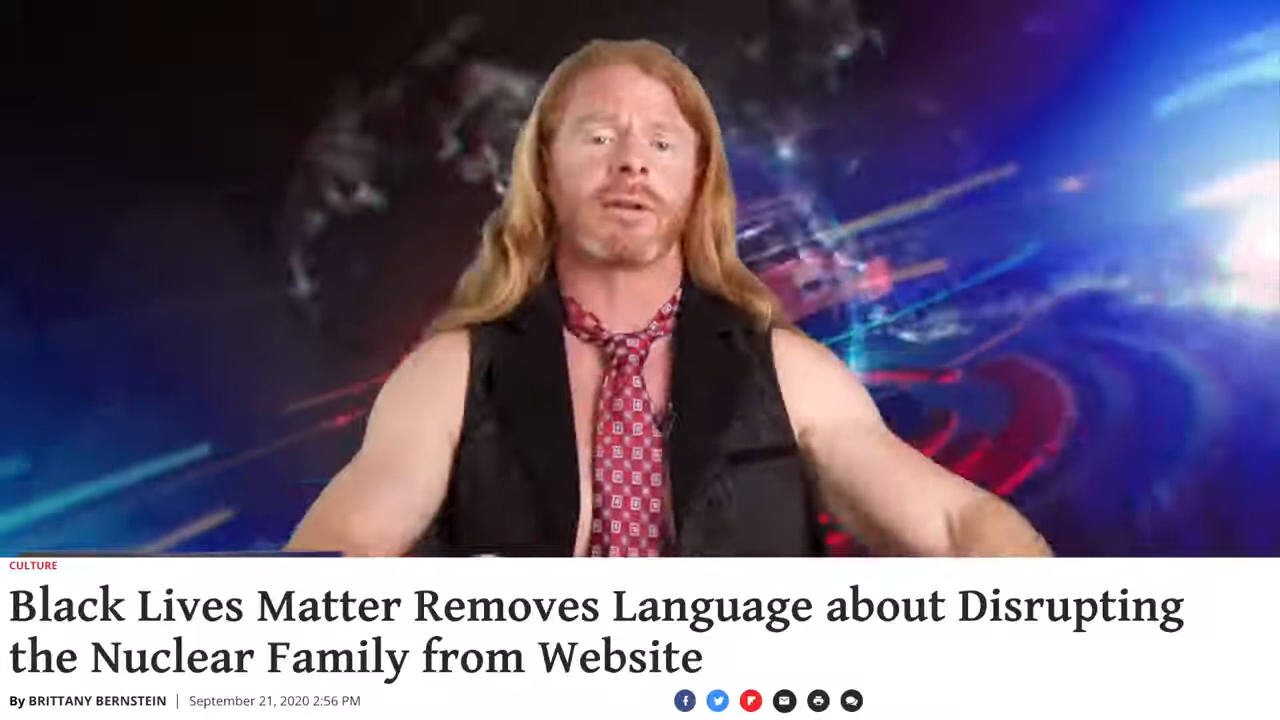 CULTURE
Black Lives Matter Removes Language about Disrupting
the Nuclear Family from Website
By BRITTANY BERNSTEIN | September 21, 2020 2:56 PM